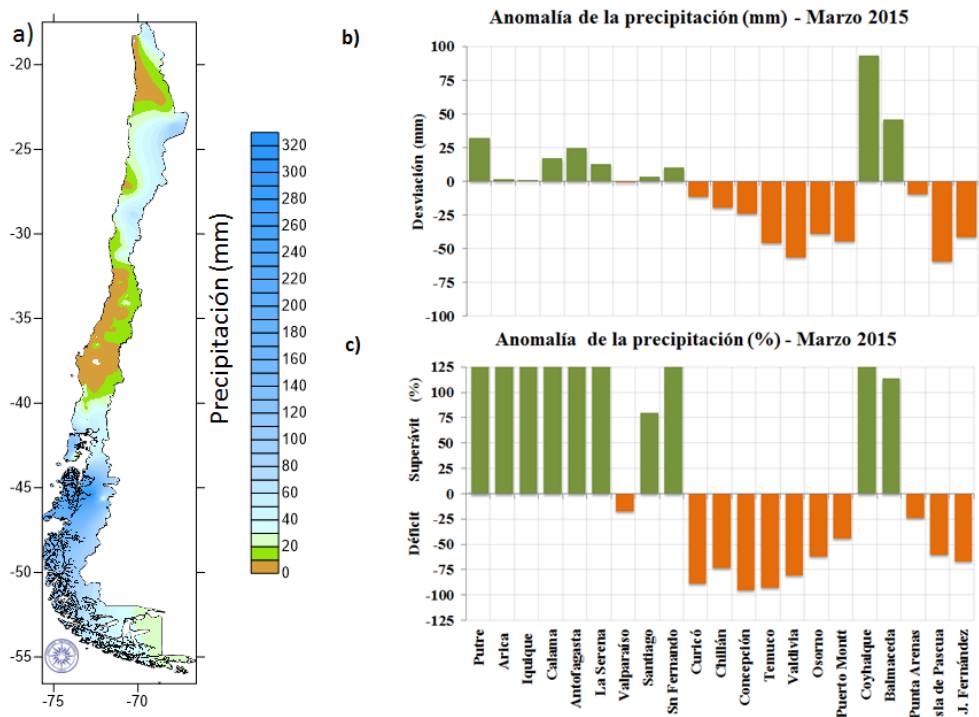 a)
-20
-25
-30
-35
-40
-45
-50
-55
-75
-70
Precipitación (mm)
320
300
280
260
240
220
200
180
160
140
120
100
80
60
40
20
0
b)
Anomalía de la precipitación (mm) - Marzo 2015
Desviación (mm)
100
75
50
25
0
-25
-50
-75
-100
c)
Anomalía de la precipitación (%) - Marzo 2015
Déficit Superávit (%)
125
100
75
50
25
0
-25
-50
-75
-100
-125
Putre
Arica
Iquique
Calama
Antofagasta
La Serena
Valparaíso
Santiago
Sn Fernando
Curicó
Chillán
Concepción
Temuco
Valdivia
Osorno
Puerto Montt
Coyhaique
Balmaceda
Punta Arenas
sla de Pascua
J. Fernández